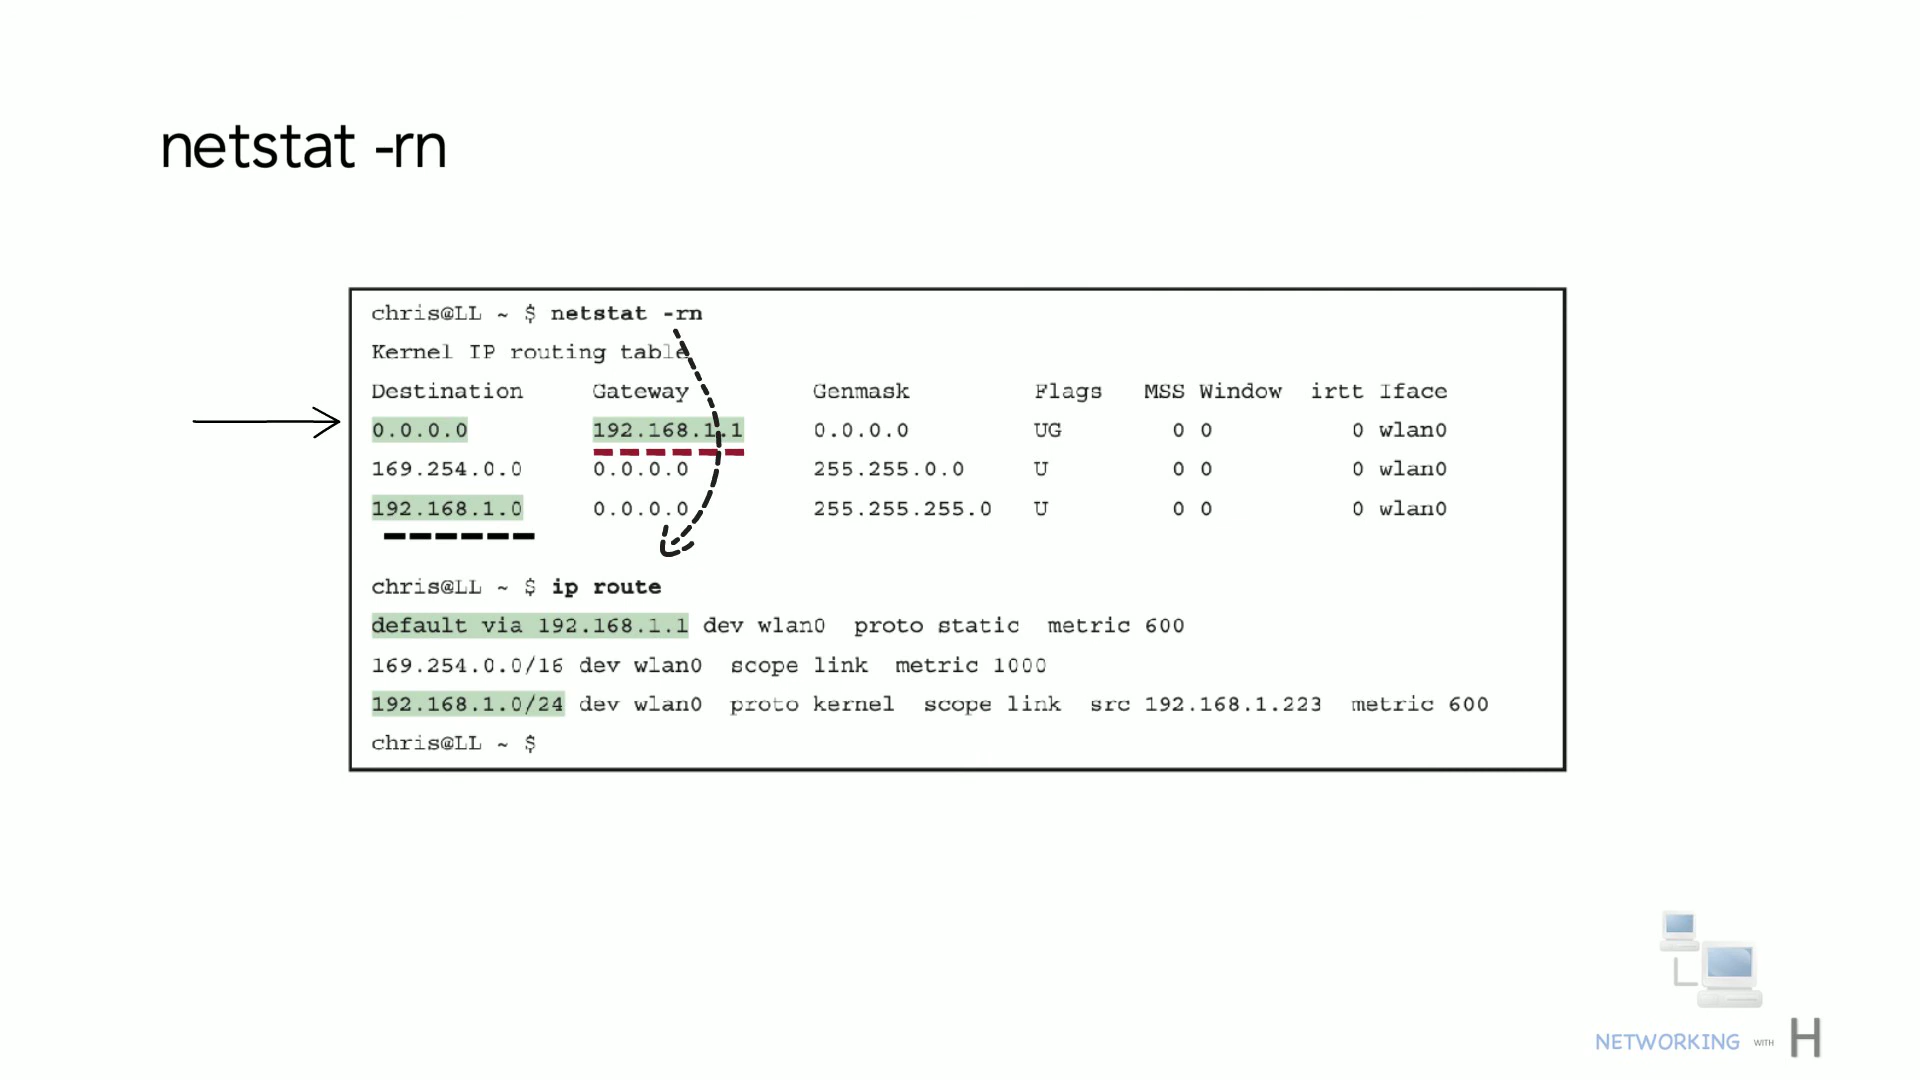 netstat -rn
chris@LL ~ $ netstat -rn
Kernel IP routing table
Destination Gateway Genmask Flags MSS Window irtt Iface
0.0.0.0 192.168.1.1 0.0.0.0 UG 0 0 0 wlan0
169.254.0.0 0.0.0.0 255.255.0.0 U 0 0 0 wlan0
192.168.1.0 0.0.0.0 255.255.255.0 U 0 0 0 wlan0
chris@LL ~ $ ip route
default via 192.168.1.1 dev wlan0 proto static metric 600
169.254.0.0/16 dev wlan0 scope link metric 1000
192.168.1.0/24 dev wlan0 proto kernel scope link src 192.168.1.223 metric 600
chris@LL ~ $
NETWORKING WITH H